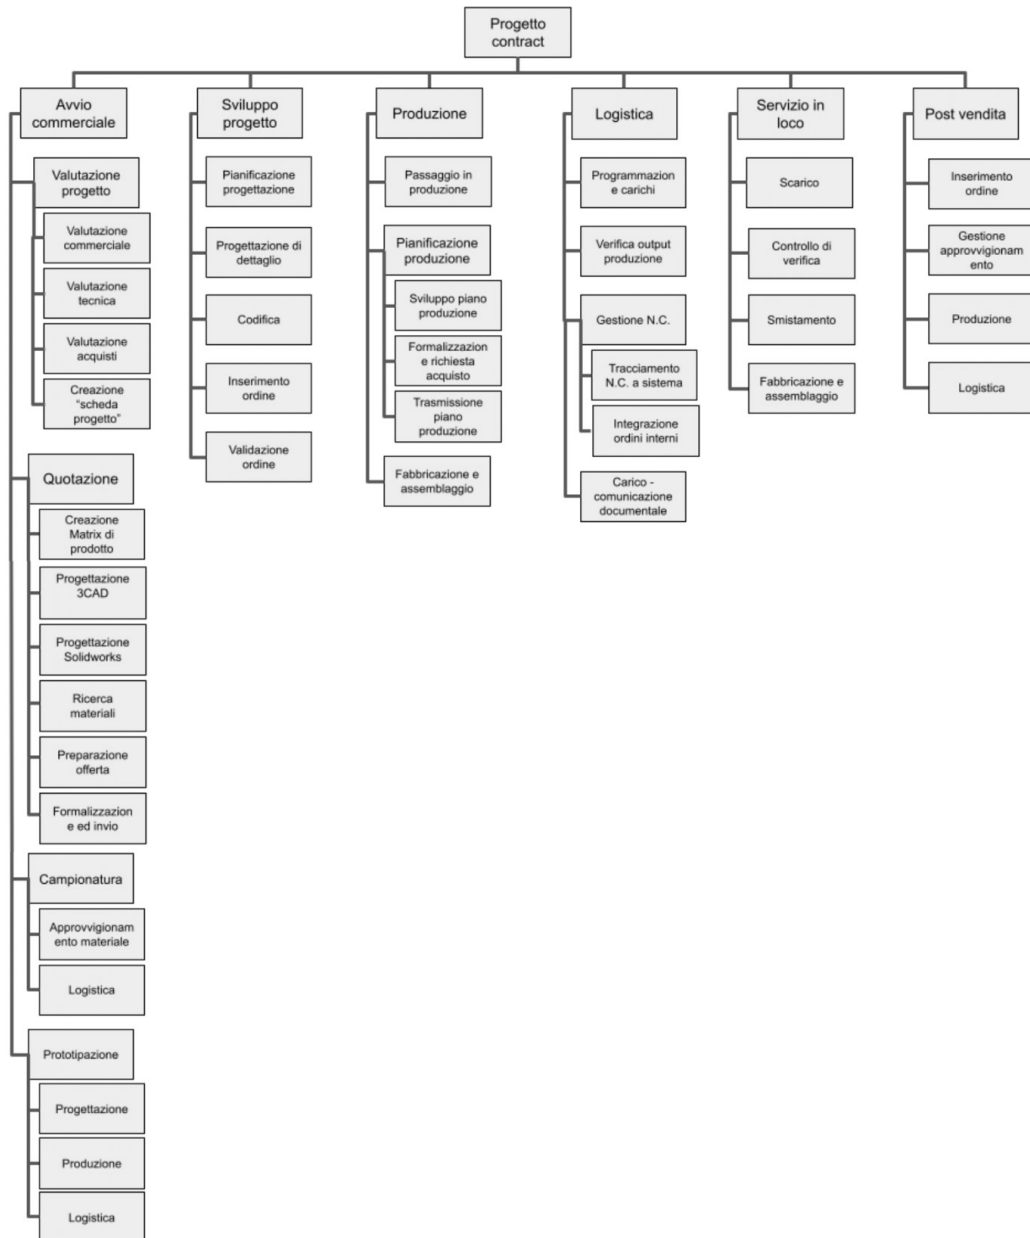 Progetto
contract
Avvio
commerciale
Valutazione
progetto
Valutazione
commerciale
Valutazione
tecnica
Valutazione
acquisti
Creazione
“scheda
progetto”
Quotazione
Creazione
Matrix di
prodotto
Progettazione
3CAD
Progettazione
Solidworks
Ricerca
materiali
Preparazione
offerta
Formalizzazion
e ed invio
Campionatura
Approvvigionam
ento materiale
Logistica
Prototipazione
Progettazione
Produzione
Logistica
Sviluppo
progetto
Pianificazione
progettazione
Progettazione di
dettaglio
Codifica
Inserimento
ordine
Validazione
ordine
Produzione
Passaggio in
produzione
Pianificazione
produzione
Sviluppo piano
produzione
Formalizzazion
e richiesta
acquisto
Trasmissione
piano
produzione
Fabbricazione e
assemblaggio
Logistica
Programmazion
e carichi
Verifica output
produzione
Gestione N.C.
Tracciamento
N.C. a sistema
Integrazione
ordini interni
Carico -
comunicazione
documentale
Servizio in
loco
Scarico
Controllo di
verifica
Smistamento
Fabbricazione e
assemblaggio
Post vendita
Inserimento
ordine
Gestione
approvvigionam
ento
Produzione
Logistica